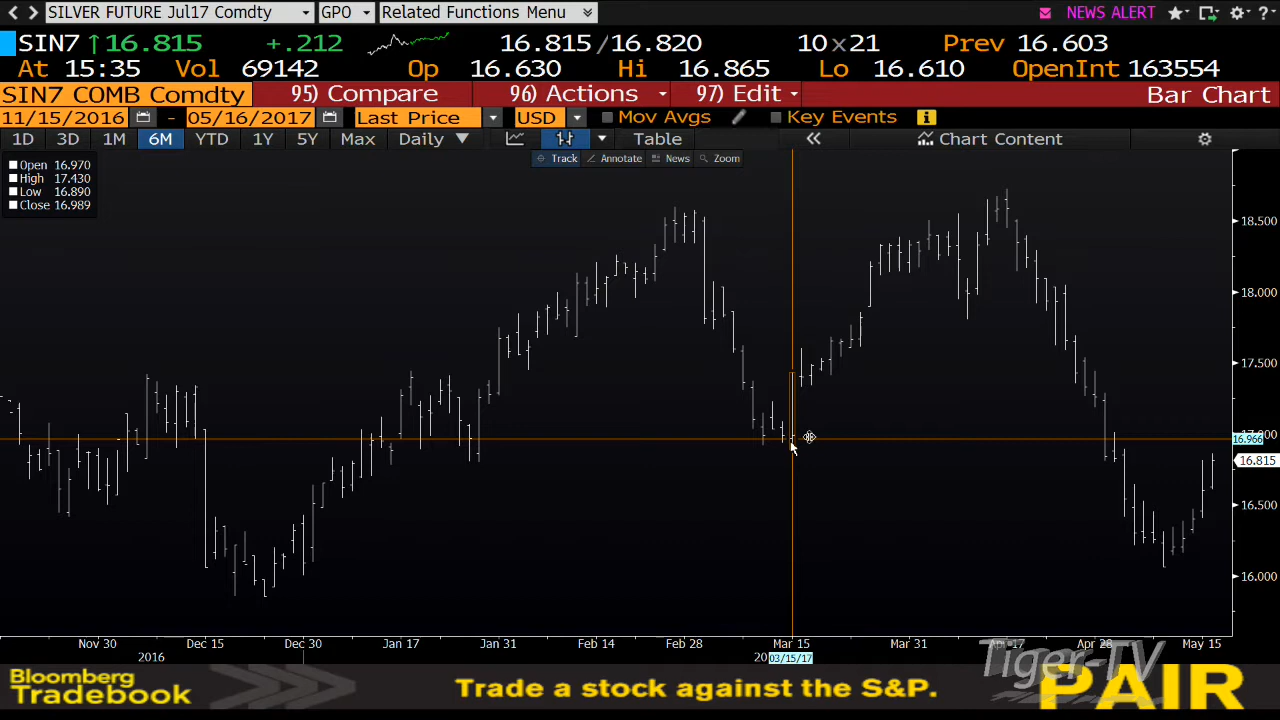 SILVER FUTURE Jul17 Comdty GPO Related Functions Menu NEWS ALERT ?
SIN7 ↑16.815 +.212 16.815/16.820 10x21 Prev 16.603
At 15:35 Vol 69142 Op 16.630 Hi 16.865 Lo 16.610 OpenInt 163554
SIN7 COMB Comdty 95) Compare 96) Actions 97) Edit Bar Chart
11/15/2016 - 05/16/2017 Last Price USD Mov Avgs Key Events i
1D 3D 1M 6M YTD 1Y 5Y Max Daily Table « Chart Content
Track Annotate News Zoom
Open 16.970
High 17.430
Low 16.890
Close 16.989
18.500
18.000
17.500
16.966
16.815
16.500
16.000
Nov 30 Dec 15 Dec 30 Jan 17 Jan 31 Feb 14 Feb 28 Mar 15 Mar 31 Apr 17 Apr 28 May 15
2016 03/15/17
Tiger-TV
Bloomberg
Tradebook
Trade a stock against the S&P.
PAIR